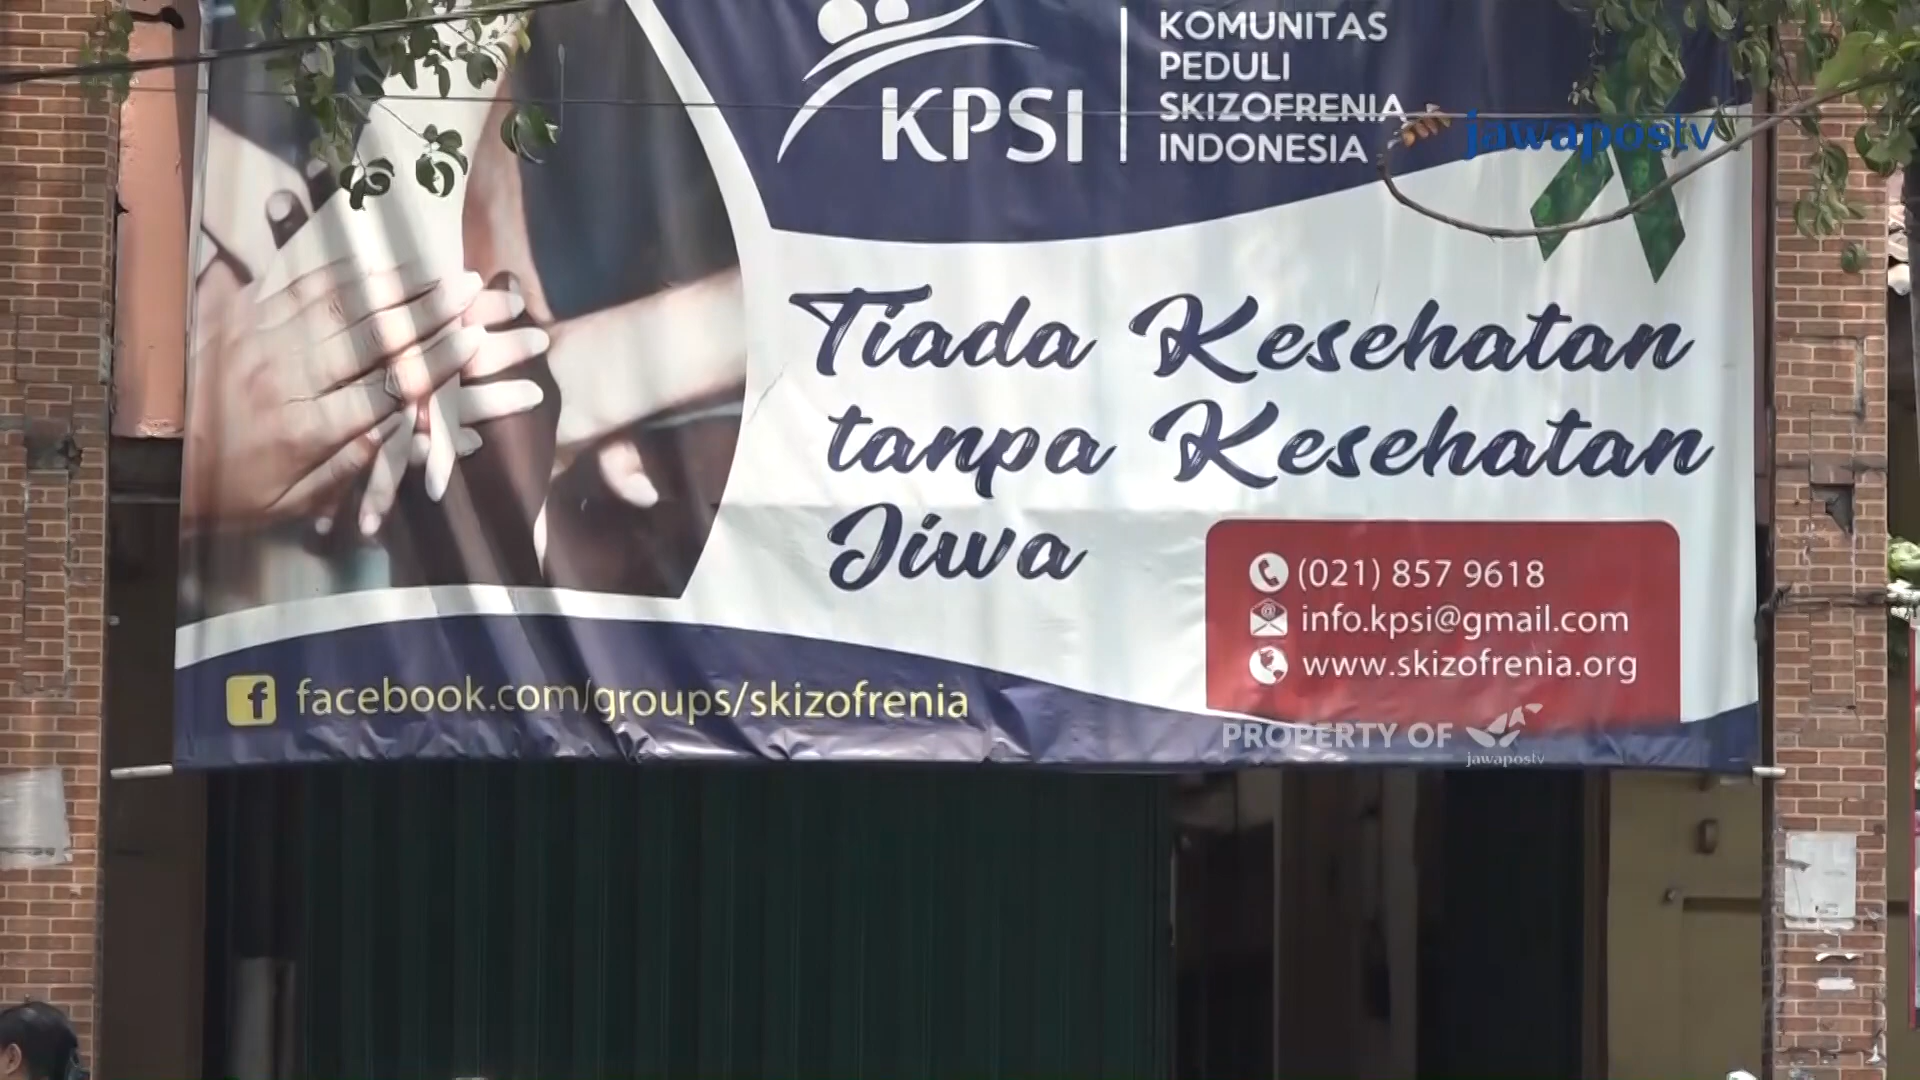 KPSI
KOMUNITAS
PEDULI
SKIZOFRENIA
INDONESIA
jawapostv
Tiada Kesehatan
tanpa Kesehatan
Jiwa
(021) 857 9618
info.kpsi@gmail.com
www.skizofrenia.org
f facebook.com/groups/skizofrenia
PROPERTY OF
jawapostv